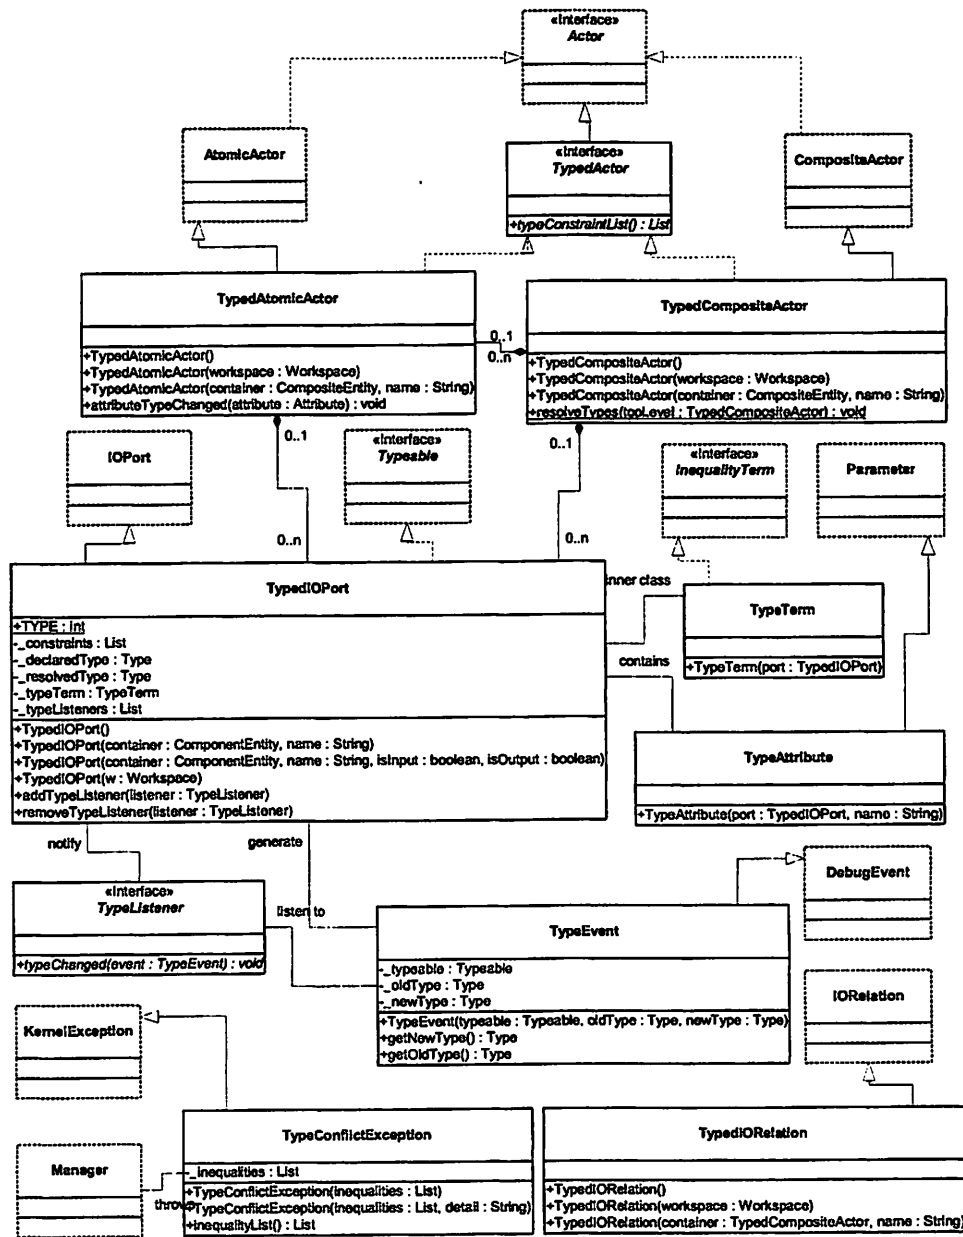 «Interface»
Actor
AtomicActor
«Interface»
TypedActor
+typeConstraintList() : List
CompositeActor
TypedAtomicActor
+TypedAtomicActor()
+TypedAtomicActor(workspace : Workspace)
+TypedAtomicActor(container : CompositeEntity, name : String)
+attributeTypeChanged(attribute : Attribute) : void
0..1
0..n
TypedCompositeActor
+TypedCompositeActor()
+TypedCompositeActor(workspace : Workspace)
+TypedCompositeActor(container : CompositeEntity, name : String)
+resolveTypes(topLevel : TypedCompositeActor) : void
IOPort
0..1
«Interface»
Typeable
0..1
«Interface»
InequalityTerm
Parameter
0..n
0..n
TypedIOPort
+TYPE : int
-_constraints : List
-_declaredType : Type
-_resolvedType : Type
-_typeTerm : TypeTerm
-_typeListeners : List
+TypedIOPort()
+TypedIOPort(container : ComponentEntity, name : String)
+TypedIOPort(container : ComponentEntity, name : String, isInput : boolean, isOutput : boolean)
+TypedIOPort(w : Workspace)
+addTypeListener(listener : TypeListener)
+removeTypeListener(listener : TypeListener)
inner class
TypeTerm
+TypeTerm(port : TypedIOPort)
contains
TypeAttribute
+TypeAttribute(port : TypedIOPort, name : String)
notify
generate
«Interface»
TypeListener
+typeChanged(event : TypeEvent) : void
listen to
TypeEvent
-_typeable : Typeable
-_oldType : Type
-_newType : Type
+TypeEvent(typeable : Typeable, oldType : Type, newType : Type)
+getNewType() : Type
+getOldType() : Type
DebugEvent
IORelation
KernelException
TypeConflictException
-_inequalities : List
+TypeConflictException(inequalities : List)
+TypeConflictException(inequalities : List, detail : String)
+inequalityList() : List
Manager
throw
TypedIORelation
+TypedIORelation()
+TypedIORelation(workspace : Workspace)
+TypedIORelation(container : TypedCompositeActor, name : String)